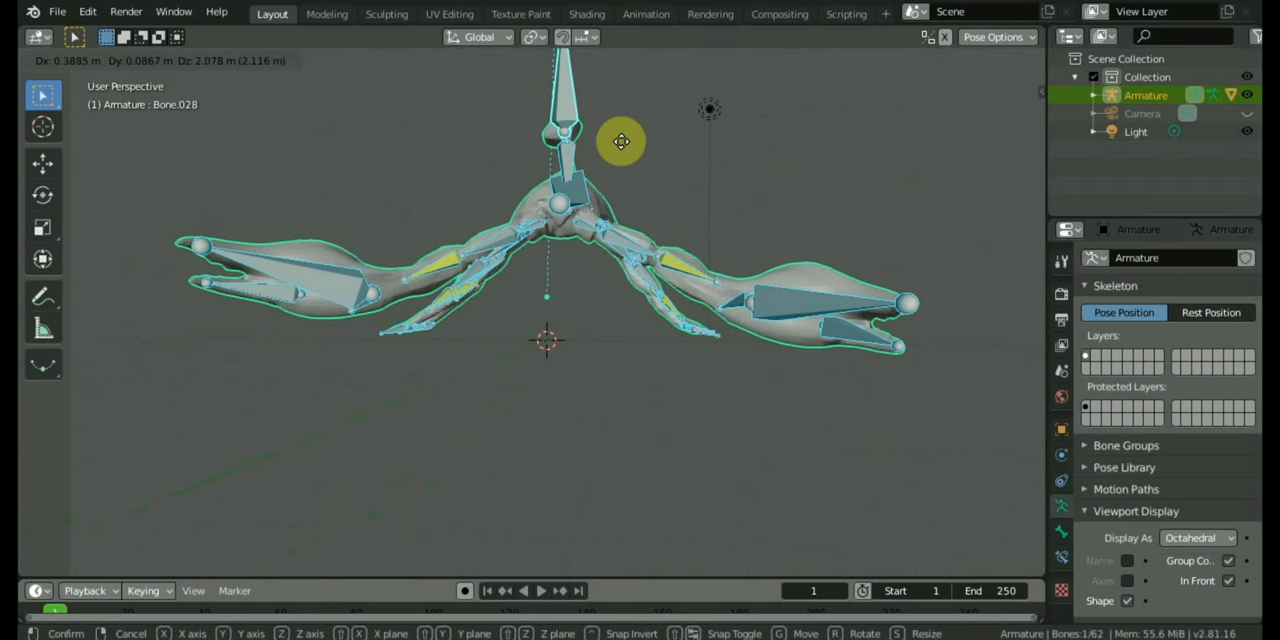 File Edit Render Window Help Layout Modeling Sculpting UV Editing Texture Paint Shading Animation Rendering Compositing Scripting + Scene View Layer
Global Pose Options
Dx: 0.3885 m Dy: 0.0867 m Dz: 2.078 m (2.116 m)
User Perspective
(1) Armature : Bone.028
Scene Collection
Collection
Armature
Camera
Light
Armature Armature
Armature
Skeleton
Pose Position Rest Position
Layers:
Protected Layers:
Bone Groups
Pose Library
Motion Paths
Viewport Display
Display As Octahedral
Name Group Co..
Axes In Front
Shape
Playback Keying View Marker 1 Start 1 End 250
1
Confirm Cancel X X axis Y Y axis Z Z axis X X plane Y Y plane Z Z plane Snap Invert Snap Toggle G Move R Rotate S Resize Armature | Bones:1/62 | Mem: 55.6 MiB | v2.81.16